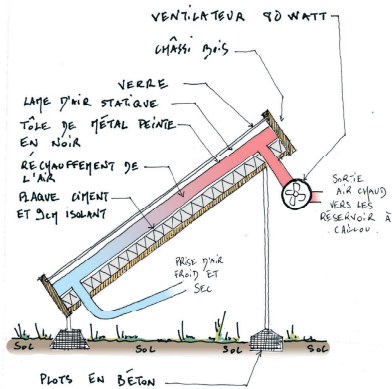 VENTILATEUR 90 WATT
CHÂSSI BOIS
VERRE
LAME D'AIR STATIQUE
TÔLE DE MÉTAL PEINTE
EN NOIR
RÉCHAUFFEMENT DE
L'AIR
PLAQUE CIMENT
ET 9CM ISOLANT
SORTIE
AIR CHAUD
VERS LES
RÉSERVOIR À
CAILLOU.
PRISE D'AIR
FROID ET
SEC
SOL
SOL
SOL
SOL
PLOTS EN BÉTON